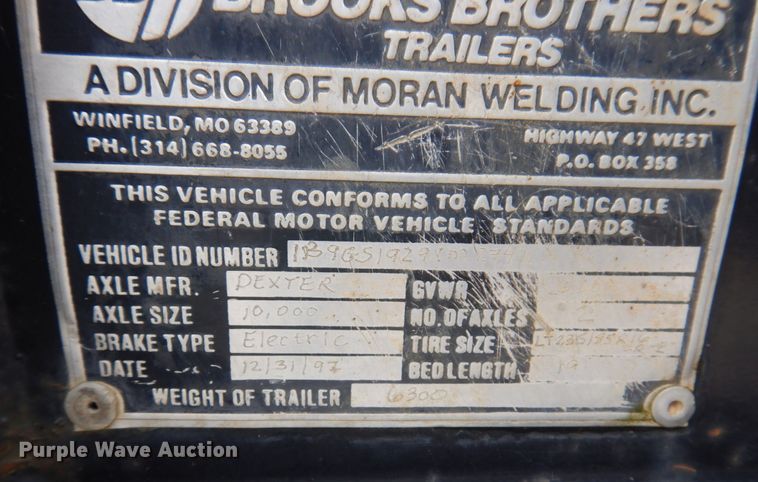 BROOKS BROTHERS
TRAILERS
A DIVISION OF MORAN WELDING, INC.
WINFIELD, MO 63389
PH. (314) 668-8055
HIGHWAY 47 WEST
P.O. BOX 358
THIS VEHICLE CONFORMS TO ALL APPLICABLE
FEDERAL MOTOR VEHICLE STANDARDS
VEHICLE ID NUMBER
AXLE MFR. DEXTER GVWR
AXLE SIZE 10,000 NO. OF AXLES 2
BRAKE TYPE Electric TIRE SIZE
DATE 12/31/97 BED LENGTH 19
WEIGHT OF TRAILER 6300
Purple Wave Auction